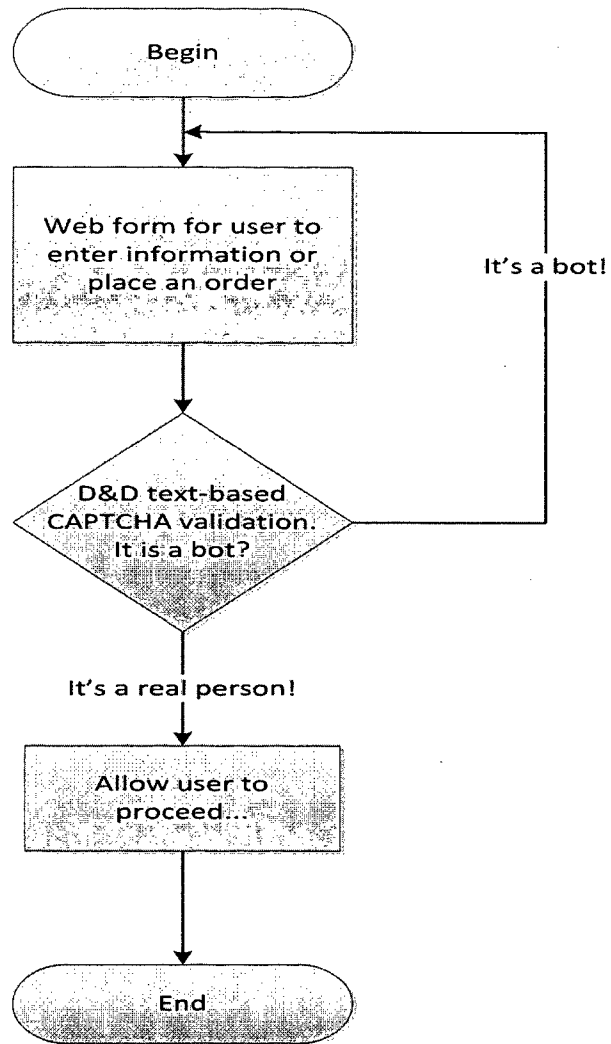 Begin
Web form for user to
enter information or
place an order
It's a bot!
D&D text-based
CAPTCHA validation.
It is a bot?
It's a real person!
Allow user to
proceed...
End